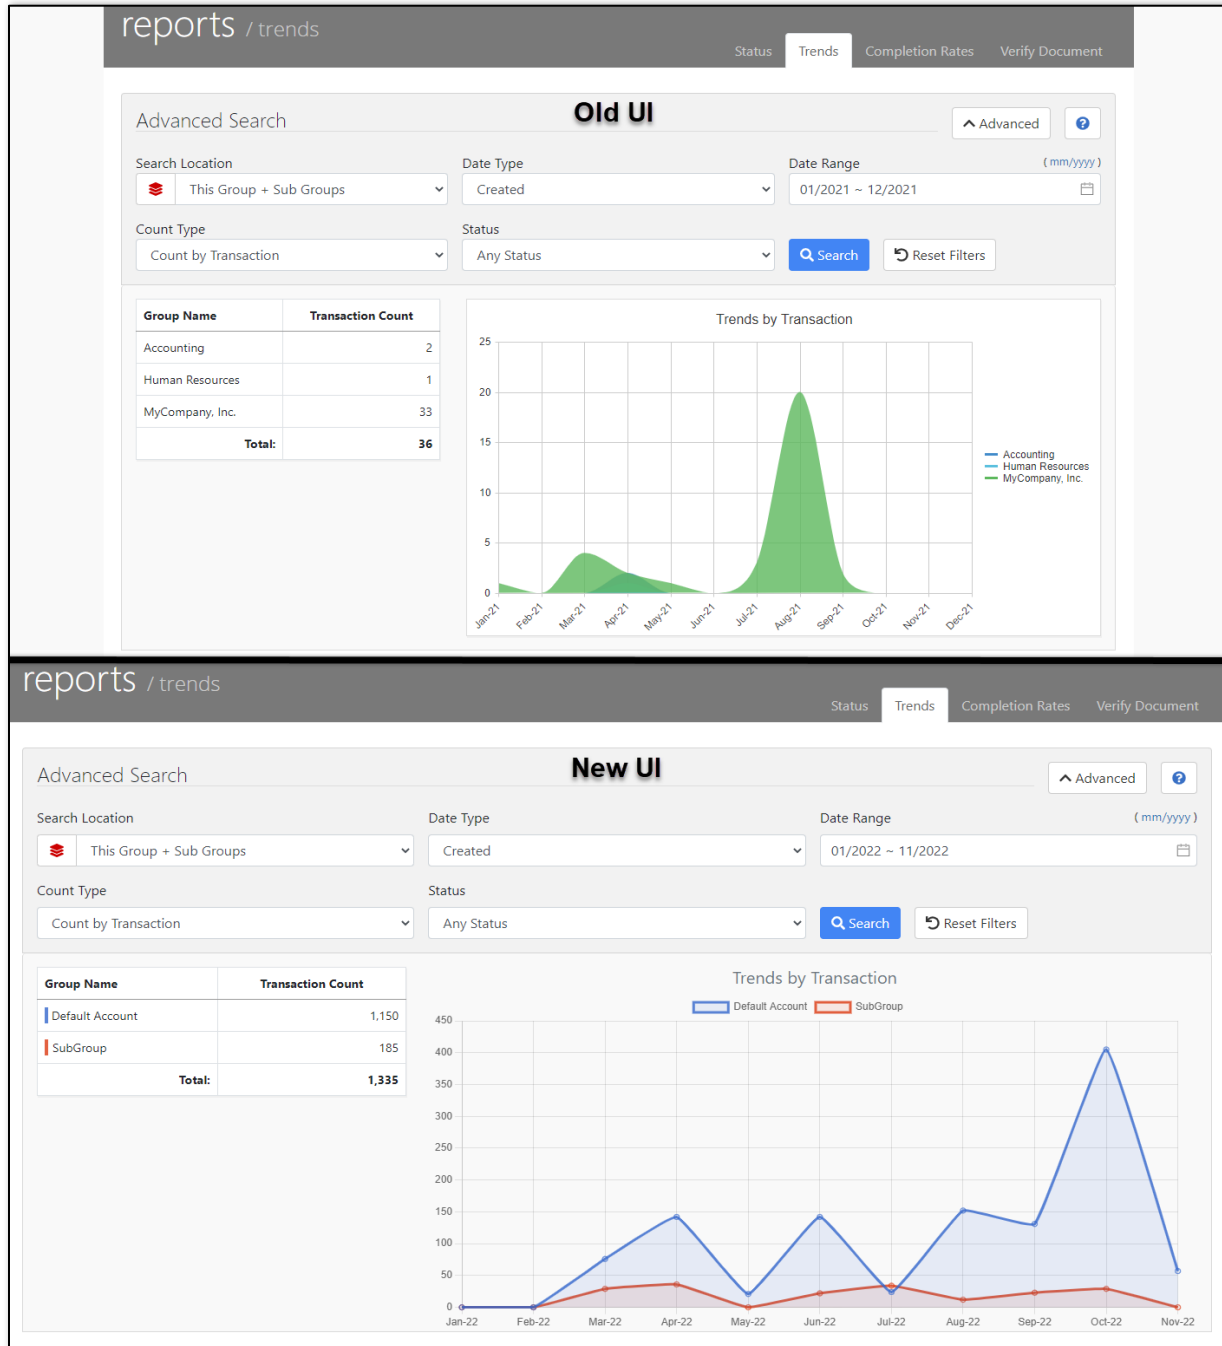 reports / trends
Status Trends Completion Rates Verify Document
Old UI
Advanced Search
Advanced
Search Location Date Type Date Range ( mm/yyyy )
This Group + Sub Groups Created 01/2021 ~ 12/2021
Count Type Status
Count by Transaction Any Status Search Reset Filters
Group Name Transaction Count
Accounting 2
Human Resources 1
MyCompany, Inc. 33
Total: 36
Trends by Transaction
25
20
15
10
5
0
Jan-21 Feb-21 Mar-21 Apr-21 May-21 Jun-21 Jul-21 Aug-21 Sep-21 Oct-21 Nov-21 Dec-21
Accounting
Human Resources
MyCompany, Inc.
reports / trends
Status Trends Completion Rates Verify Document
New UI
Advanced Search
Advanced
Search Location Date Type Date Range ( mm/yyyy )
This Group + Sub Groups Created 01/2022 ~ 11/2022
Count Type Status
Count by Transaction Any Status Search Reset Filters
Group Name Transaction Count
Default Account 1,150
SubGroup 185
Total: 1,335
Trends by Transaction
Default Account SubGroup
450
400
350
300
250
200
150
100
50
0
Jan-22 Feb-22 Mar-22 Apr-22 May-22 Jun-22 Jul-22 Aug-22 Sep-22 Oct-22 Nov-22